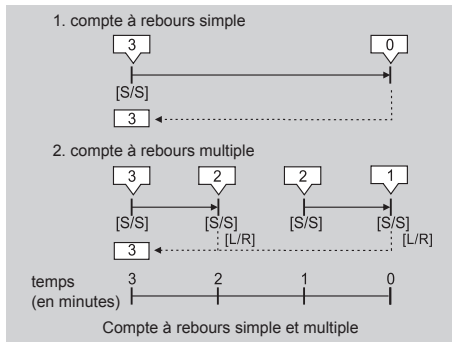 1. compte à rebours simple
3 0
[S/S]
3
2. compte à rebours multiple
3 2 2 1
[S/S] [S/S] [S/S] [S/S]
[L/R] [L/R]
3
temps 3 2 1 0
(en minutes)
Compte à rebours simple et multiple